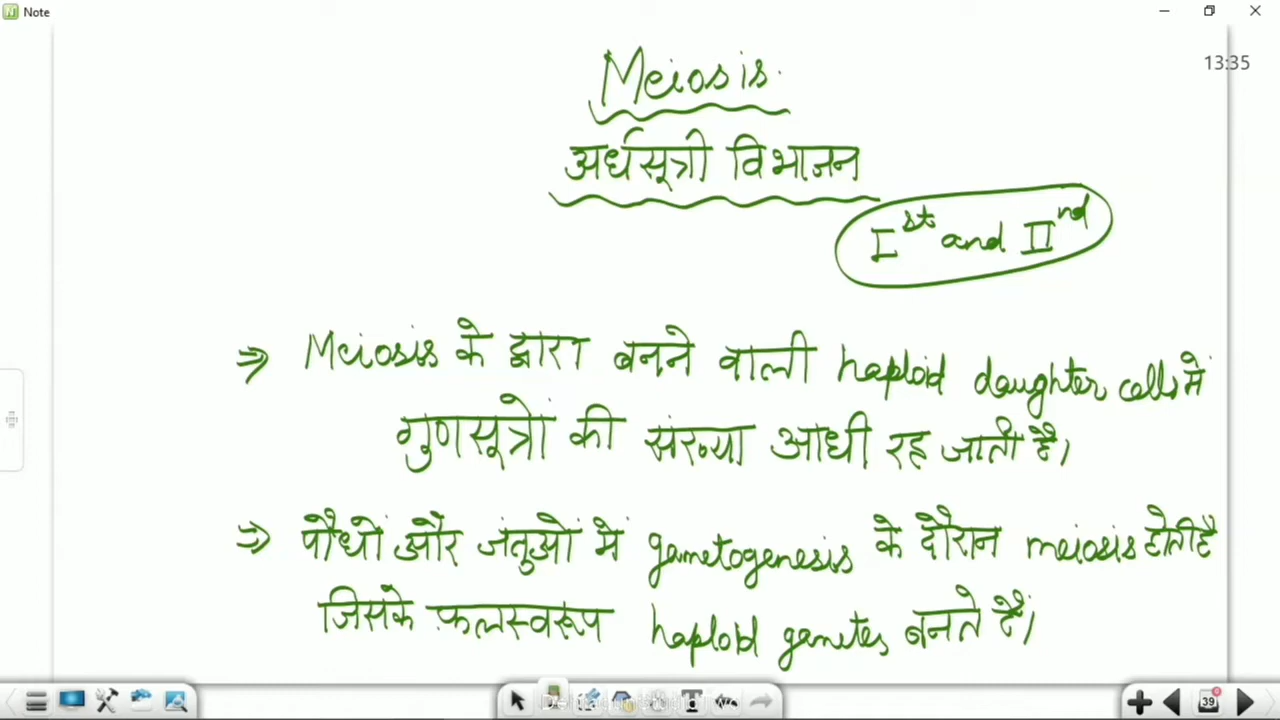 Note
13:35
Meiosis
अर्धसूत्री विभाजन
Ist and IInd
⇒ Meiosis के द्वारा बनने वाली haploid daughter cells में
गुणसूत्रों की संख्या आधी रह जाती है।
⇒ पौधों और जंतुओं में gametogenesis के दौरान meiosis होती है
जिसके फलस्वरूप haploid gametes बनते हैं।
39